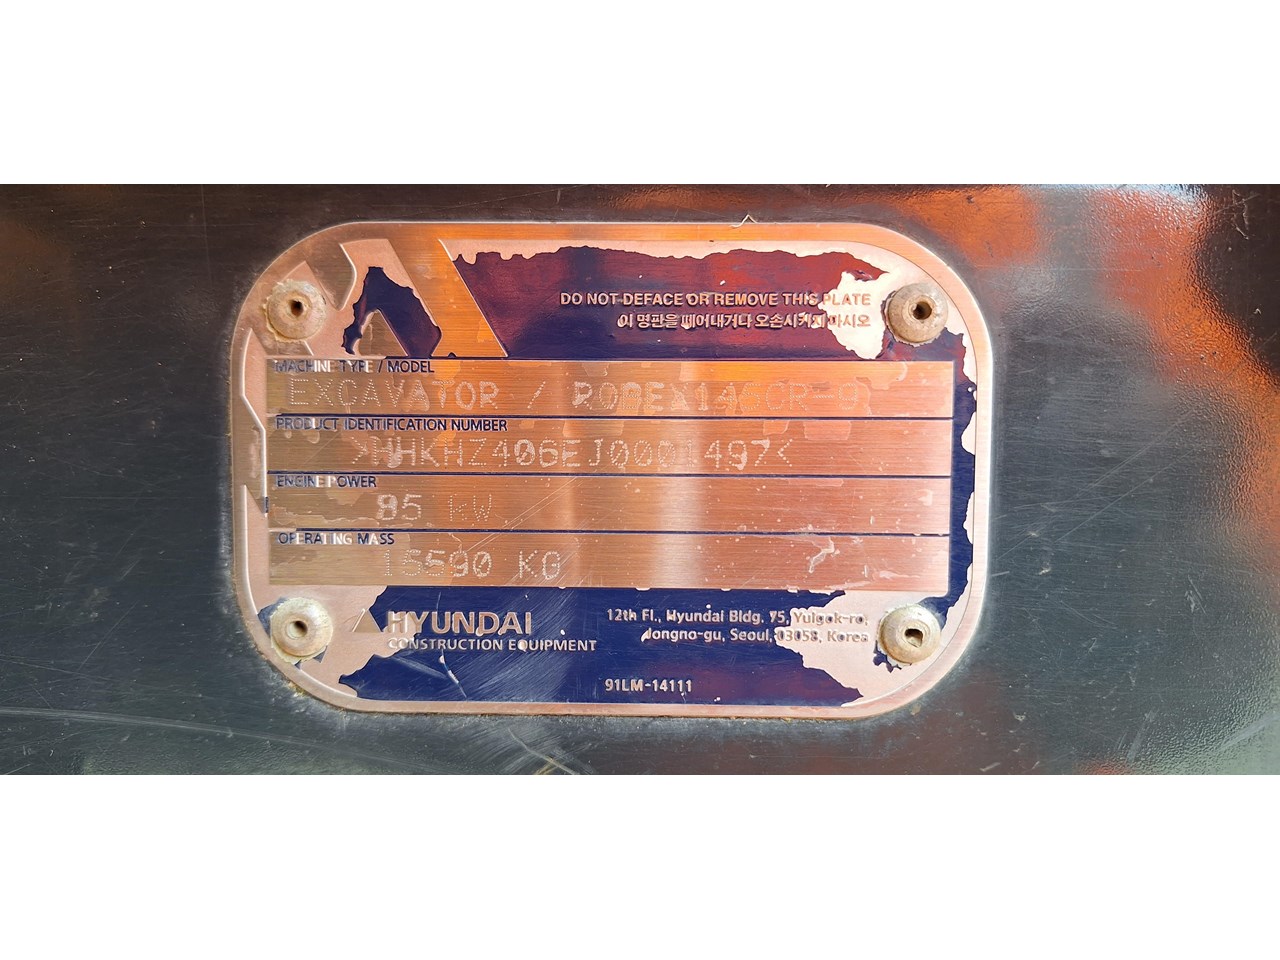 DO NOT DEFACE OR REMOVE THIS PLATE
이 명판을 떼어내거나 오손시키지 마시오
MACHINE TYPE / MODEL
EXCAVATOR /
PRODUCT IDENTIFICATION NUMBER
>HHKHZ406EJ0001497<
ENGINE POWER
85 kW
OPERATING MASS
15590 KG
HYUNDAI
CONSTRUCTION EQUIPMENT
12th Fl., Hyundai Bldg. 75, Yulgok-ro,
Jongno-gu, Seoul, 03058, Korea
91LM-14111